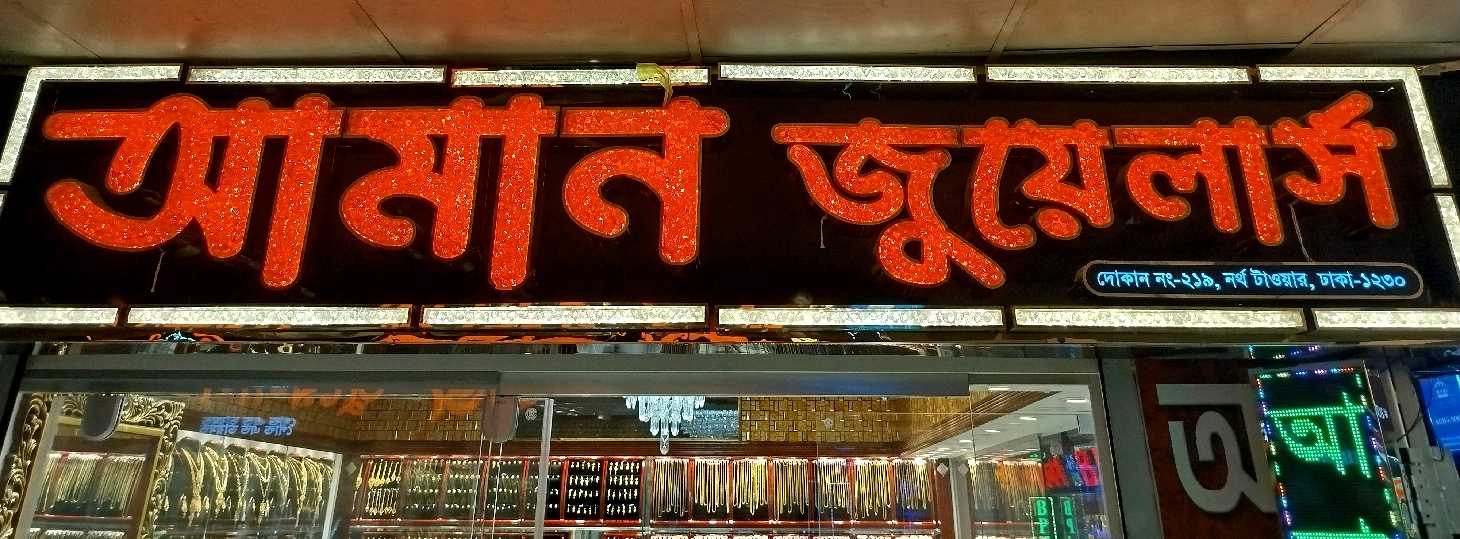 আমান জুয়েলার্স
দোকান নং-২১৯, নর্থ টাওয়ার, ঢাকা-১২৩০
আ